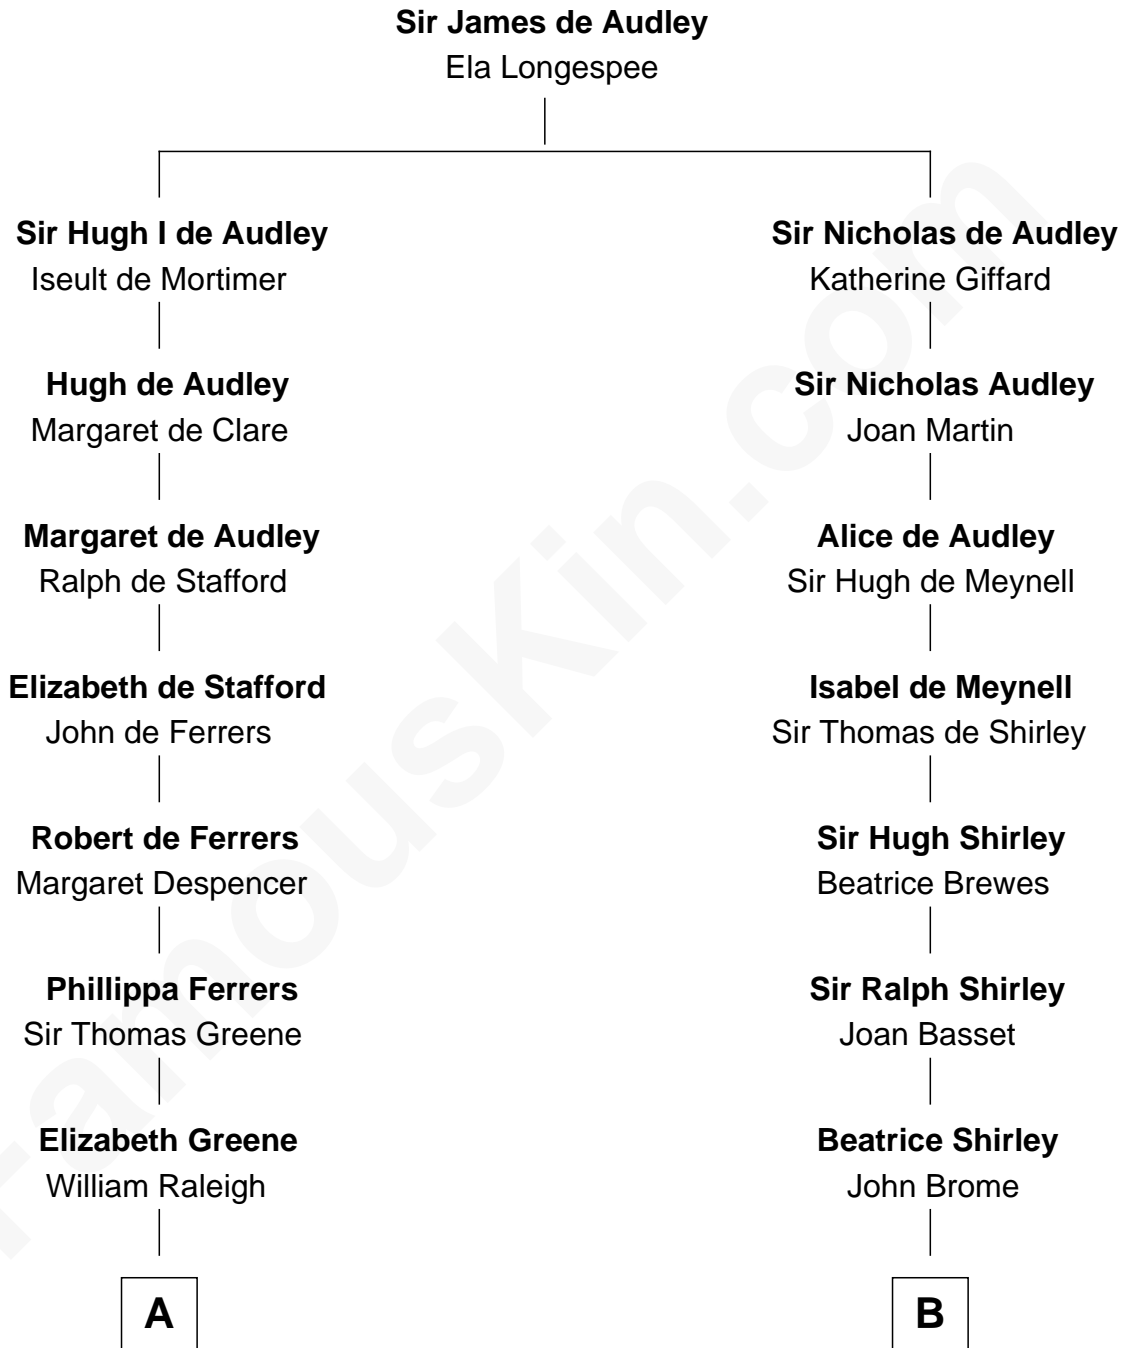 Sir James de Audley
Ela Longespee
Sir Hugh I de Audley
Iseult de Mortimer
Sir Nicholas de Audley
Katherine Giffard
Hugh de Audley
Margaret de Clare
Sir Nicholas Audley
Joan Martin
Margaret de Audley
Ralph de Stafford
Alice de Audley
Sir Hugh de Meynell
Elizabeth de Stafford
John de Ferrers
Isabel de Meynell
Sir Thomas de Shirley
Robert de Ferrers
Margaret Despencer
Sir Hugh Shirley
Beatrice Brewes
Phillippa Ferrers
Sir Thomas Greene
Sir Ralph Shirley
Joan Basset
Elizabeth Greene
William Raleigh
Beatrice Shirley
John Brome
A
B
FamousKin.com